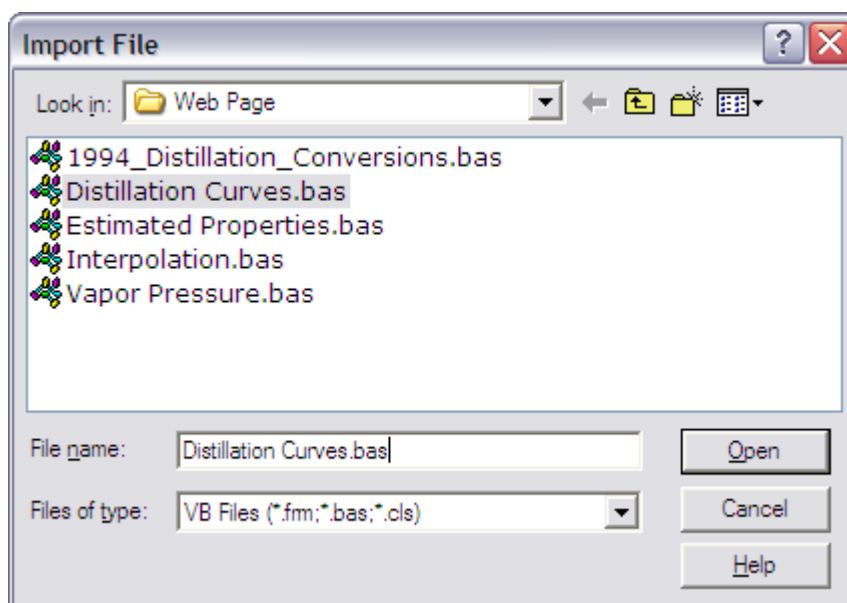 Import File
Look in: Web Page
1994_Distillation_Conversions.bas
Distillation Curves.bas
Estimated Properties.bas
Interpolation.bas
Vapor Pressure.bas
File name: Distillation Curves.bas Open
Files of type: VB Files (*.frm;*.bas;*.cls) Cancel
Help